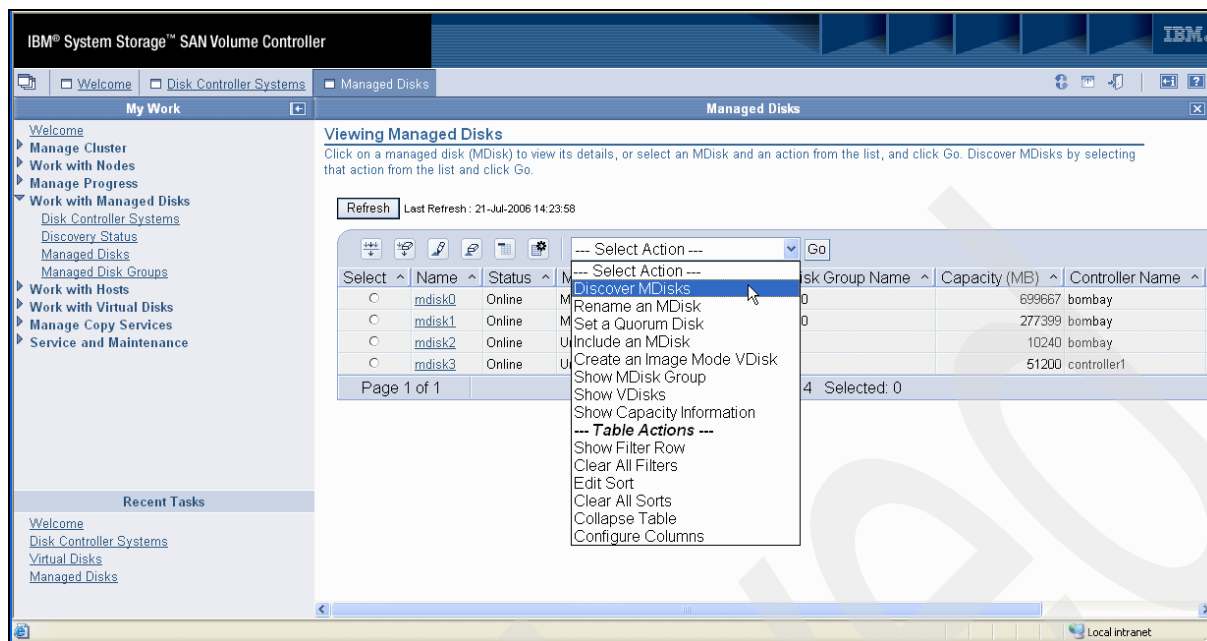 IBM® System Storage™ SAN Volume Controller
IBM.
Welcome
Disk Controller Systems
Managed Disks
My Work
Managed Disks
Welcome
Manage Cluster
Work with Nodes
Manage Progress
Work with Managed Disks
Disk Controller Systems
Discovery Status
Managed Disks
Managed Disk Groups
Work with Hosts
Work with Virtual Disks
Manage Copy Services
Service and Maintenance
Recent Tasks
Welcome
Disk Controller Systems
Virtual Disks
Managed Disks
Viewing Managed Disks
Click on a managed disk (MDisk) to view its details, or select an MDisk and an action from the list, and click Go. Discover MDisks by selecting
that action from the list and click Go.
Refresh Last Refresh : 21-Jul-2006 14:23:58
--- Select Action --- Go
Select Name Status M isk Group Name Capacity (MB) Controller Name
mdisk0 Online M 0 699667 bombay
mdisk1 Online M 0 277399 bombay
mdisk2 Online Un 10240 bombay
mdisk3 Online Un 51200 controller1
Page 1 of 1 4 Selected: 0
--- Select Action ---
Discover MDisks
Rename an MDisk
Set a Quorum Disk
Include an MDisk
Create an Image Mode VDisk
Show MDisk Group
Show VDisks
Show Capacity Information
--- Table Actions ---
Show Filter Row
Clear All Filters
Edit Sort
Clear All Sorts
Collapse Table
Configure Columns
Local intranet